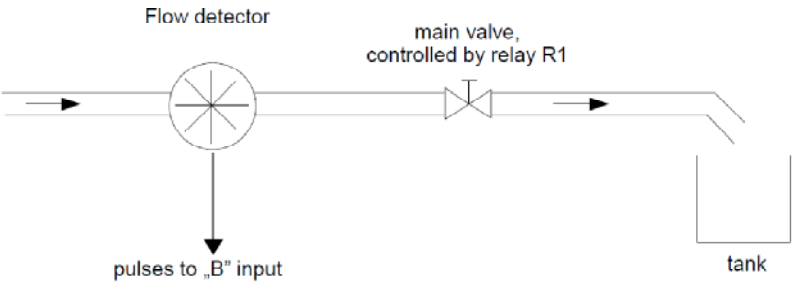 Flow detector
main valve,
controlled by relay R1
pulses to „B” input
tank